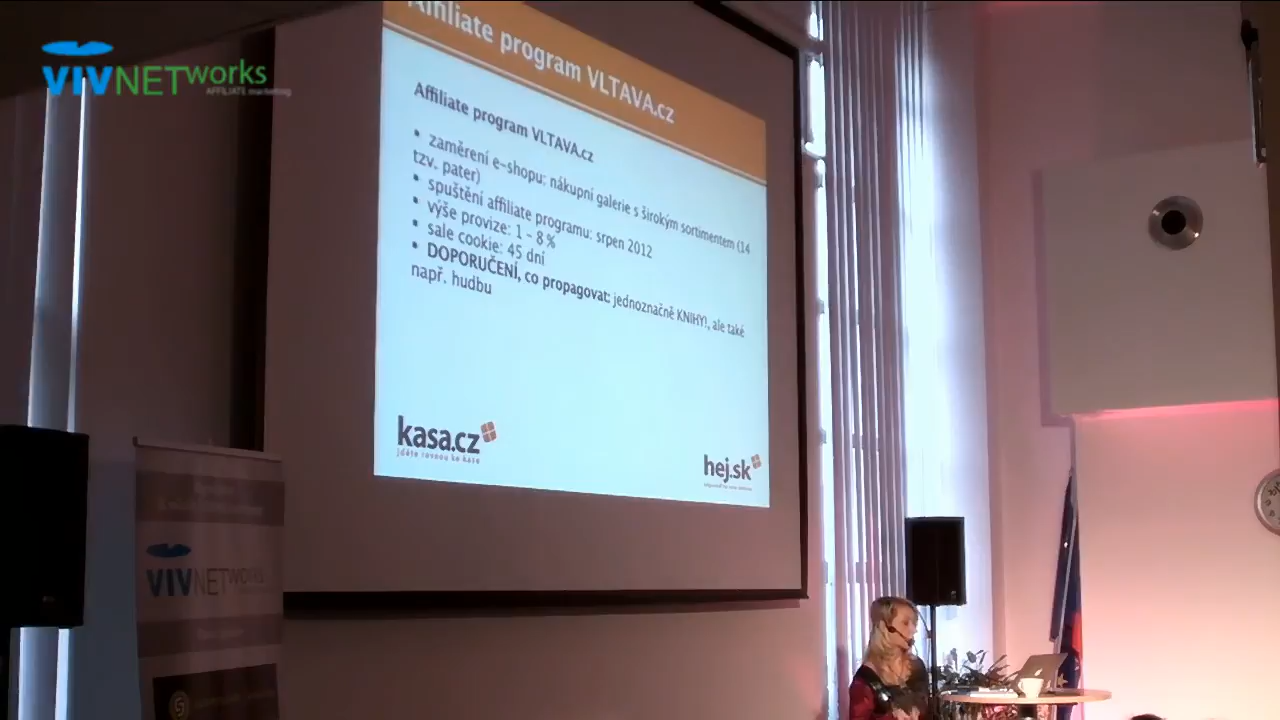 VIVNETworks
AFFILIATE marketing
Affiliate program VLTAVA.cz
Affiliate program VLTAVA.cz
• zaměrení e-shopu: nákupní galerie s širokým sortimentem (14
tzv. pater)
• spuštění affiliate programu: srpen 2012
• výše provize: 1 - 8 %
• sale cookie: 45 dní
• DOPORUČENÍ, co propagovat: jednoznačně KNIHY!, ale také
např. hudbu
kasa.cz
jděte rovnou ke kase
hej.sk
VIVNETworks